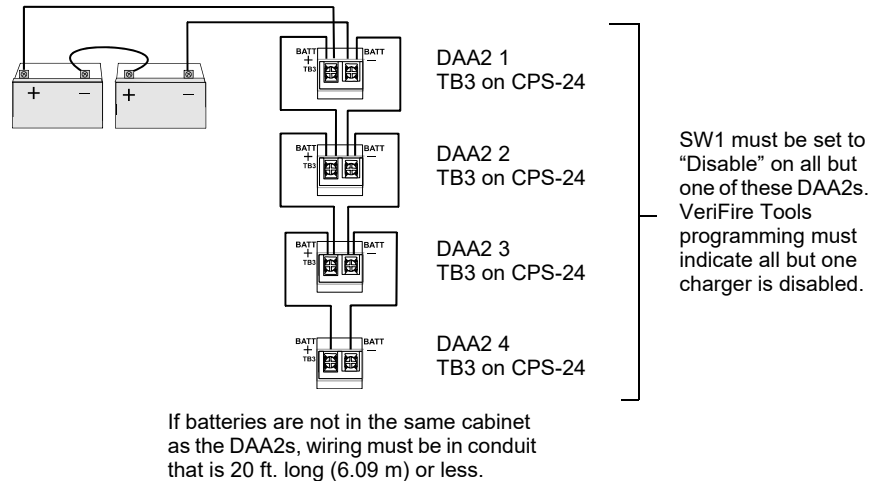 + − + −
BATT BATT
+ −
TB3
DAA2 1
TB3 on CPS-24
BATT BATT
+ −
TB3
DAA2 2
TB3 on CPS-24
BATT BATT
+ −
TB3
DAA2 3
TB3 on CPS-24
BATT BATT
+ −
TB3
DAA2 4
TB3 on CPS-24
SW1 must be set to
“Disable” on all but
one of these DAA2s.
VeriFire Tools
programming must
indicate all but one
charger is disabled.
If batteries are not in the same cabinet
as the DAA2s, wiring must be in conduit
that is 20 ft. long (6.09 m) or less.